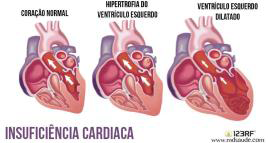 CORAÇÃO NORMAL
HIPERTROFIA DO
VENTRÍCULO ESQUERDO
VENTRÍCULO ESQUERDO
DILATADO
INSUFICIÊNCIA CARDIACA
123RF
www.mdsaude.com